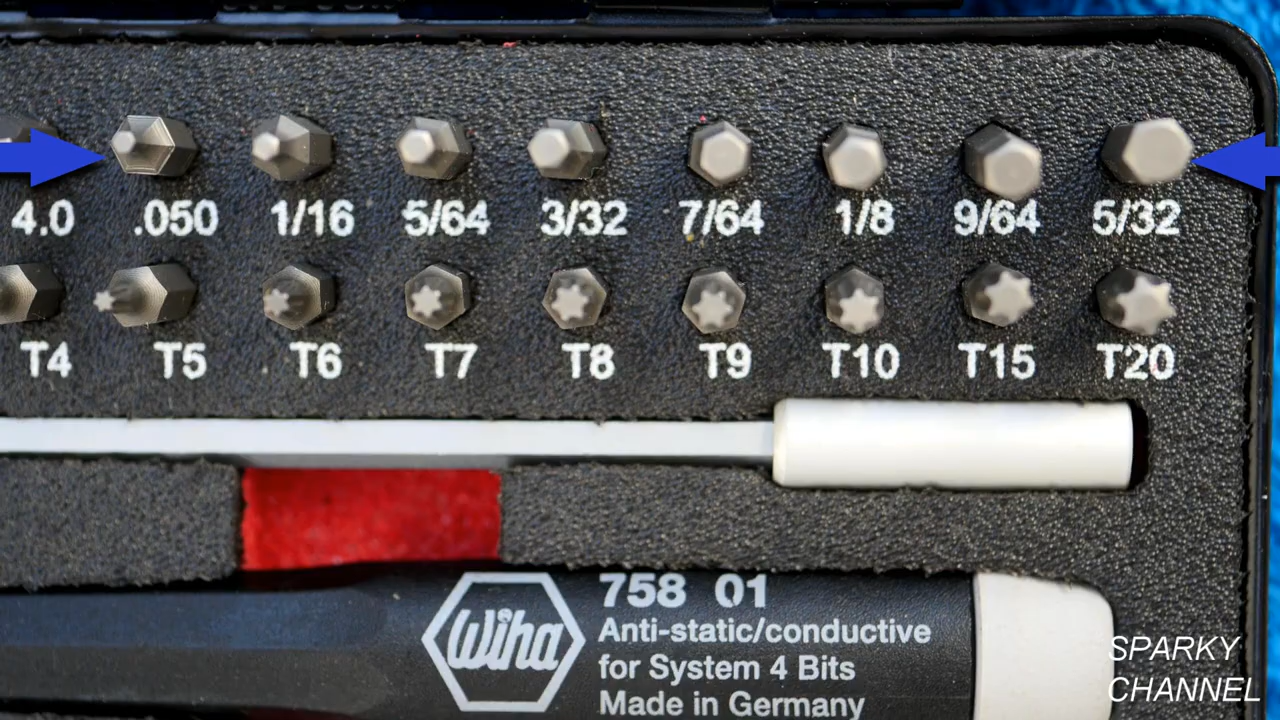 4.0 .050 1/16 5/64 3/32 7/64 1/8 9/64 5/32
T4 T5 T6 T7 T8 T9 T10 T15 T20
Wiha
758 01
Anti-static/conductive
for System 4 Bits
Made in Germany
SPARKY
CHANNEL